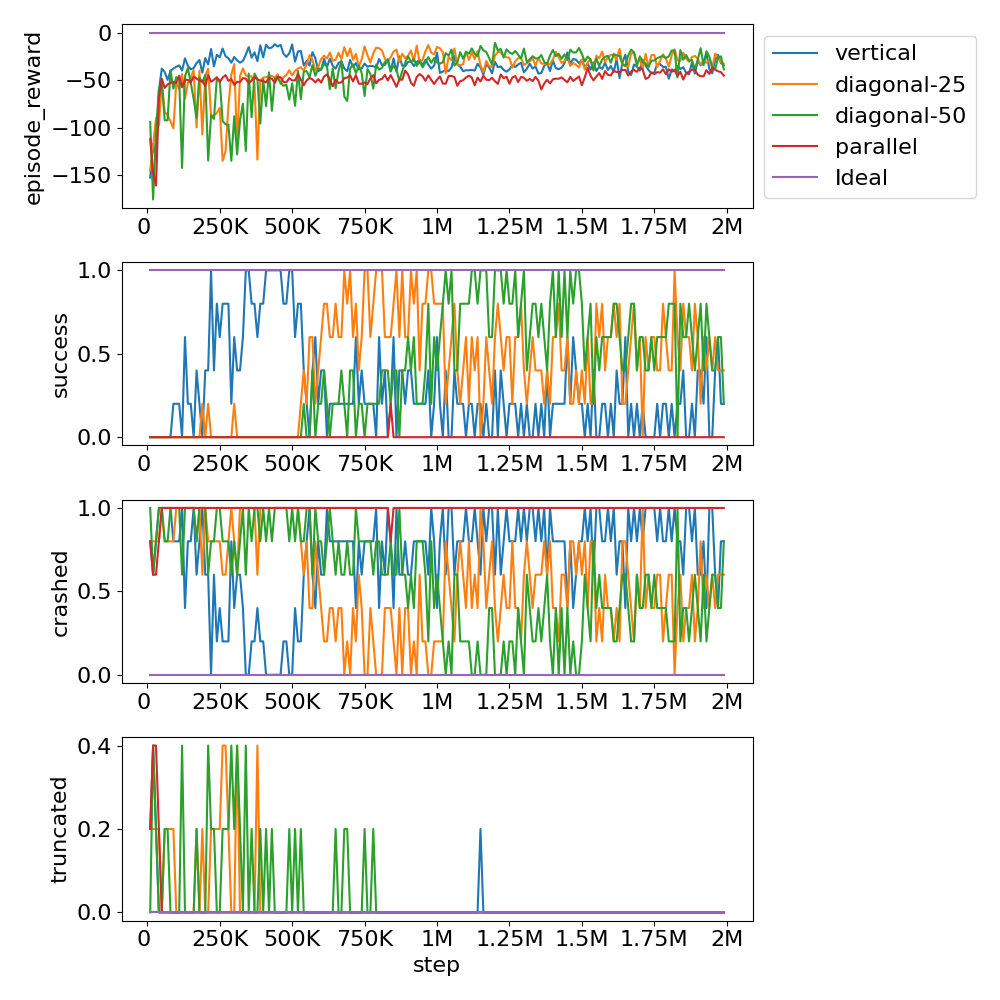 episode_reward
0
−50
−100
−150
0 250K 500K 750K 1M 1.25M 1.5M 1.75M 2M
vertical
diagonal-25
diagonal-50
parallel
Ideal
success
1.0
0.5
0.0
0 250K 500K 750K 1M 1.25M 1.5M 1.75M 2M
crashed
1.0
0.5
0.0
0 250K 500K 750K 1M 1.25M 1.5M 1.75M 2M
truncated
0.4
0.2
0.0
0 250K 500K 750K 1M 1.25M 1.5M 1.75M 2M
step